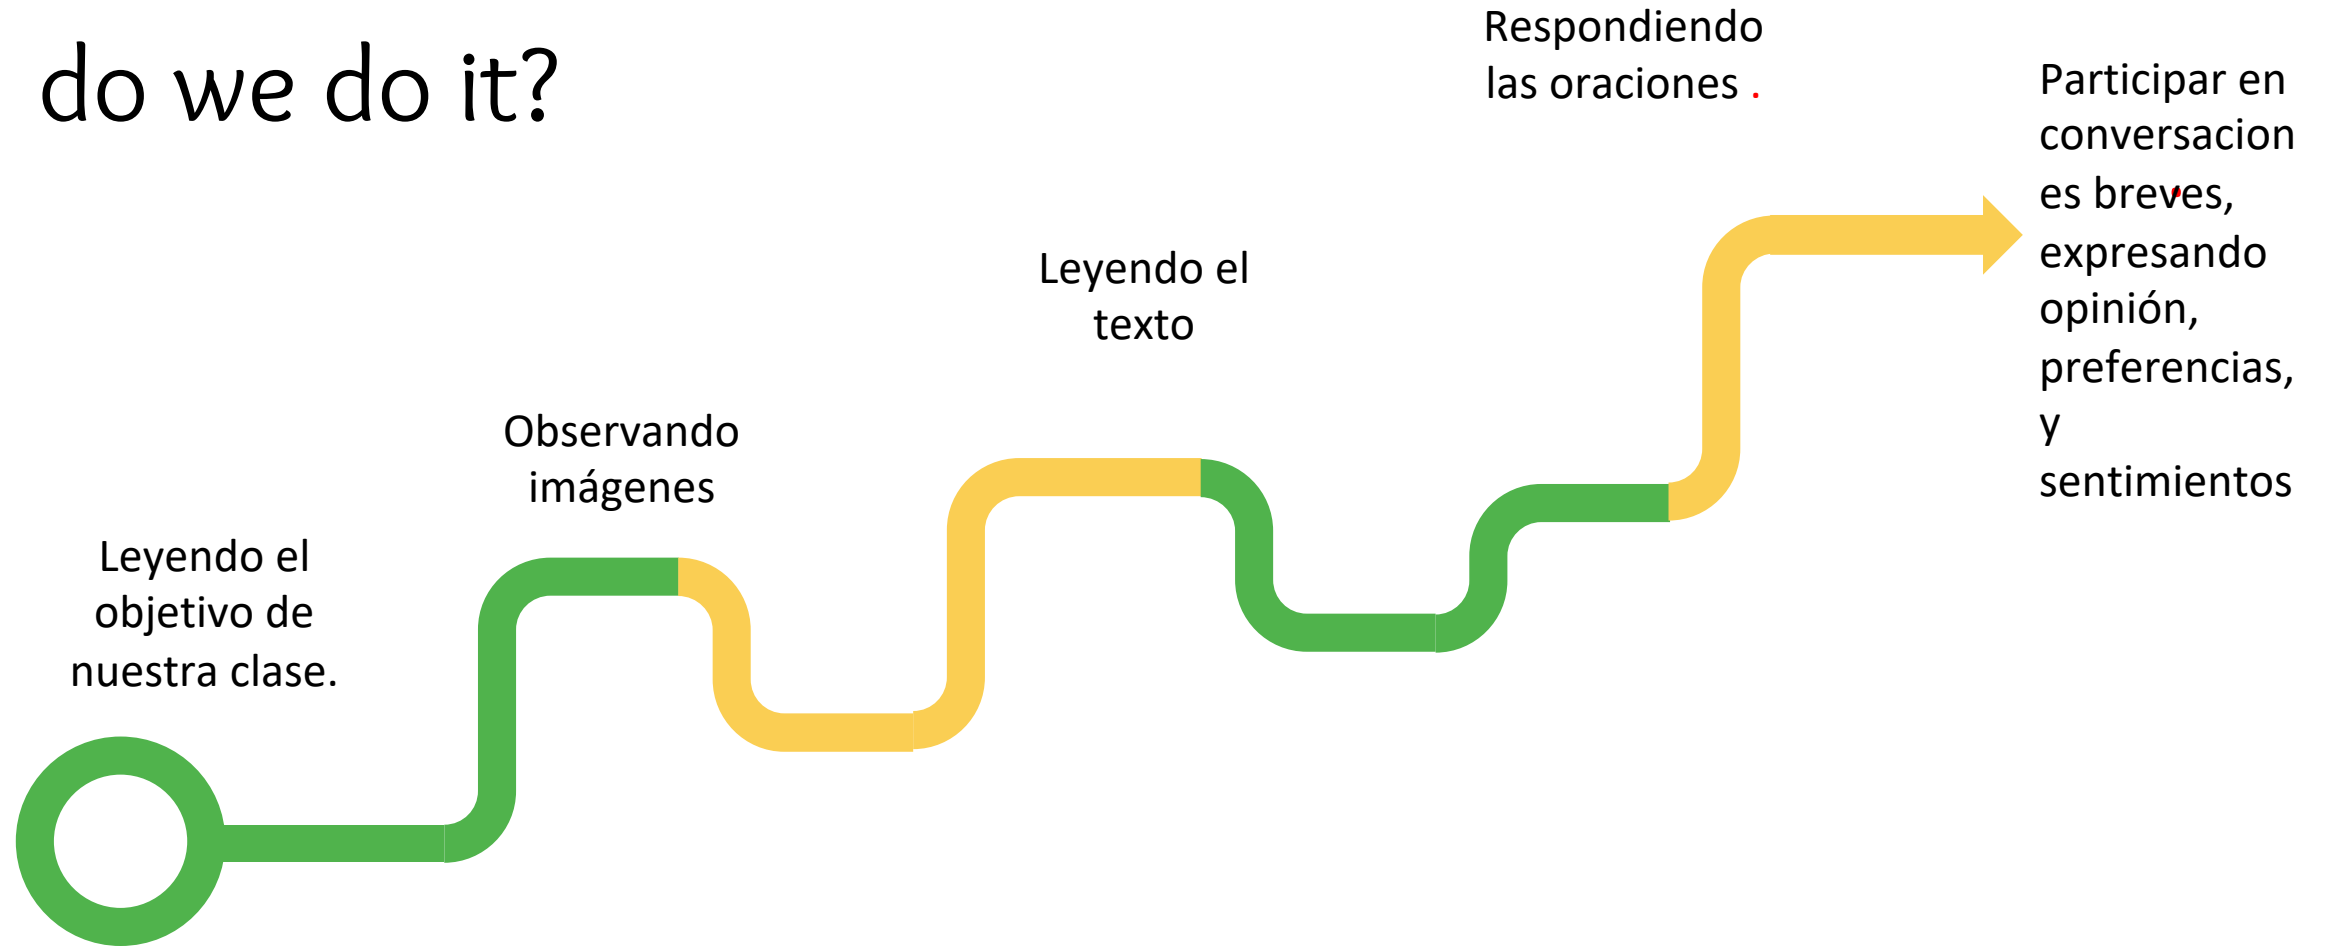 do we do it?
Leyendo el
objetivo de
nuestra clase.
Observando
imágenes
Leyendo el
texto
Respondiendo
las oraciones .
Participar en
conversacion
es breves,
expresando
opinión,
preferencias,
y
sentimientos